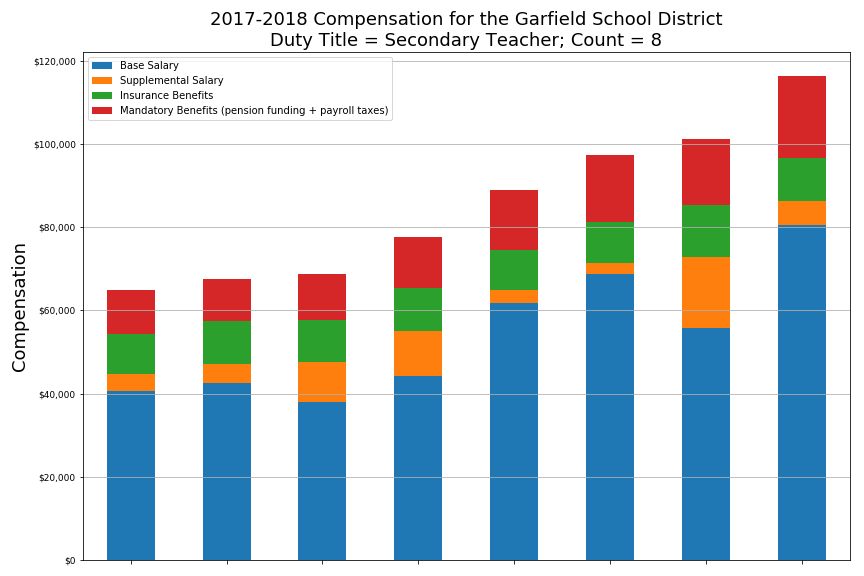 2017-2018 Compensation for the Garfield School District
Duty Title = Secondary Teacher; Count = 8
Base Salary
Supplemental Salary
Insurance Benefits
Mandatory Benefits (pension funding + payroll taxes)
Compensation
$120,000
$100,000
$80,000
$60,000
$40,000
$20,000
$0